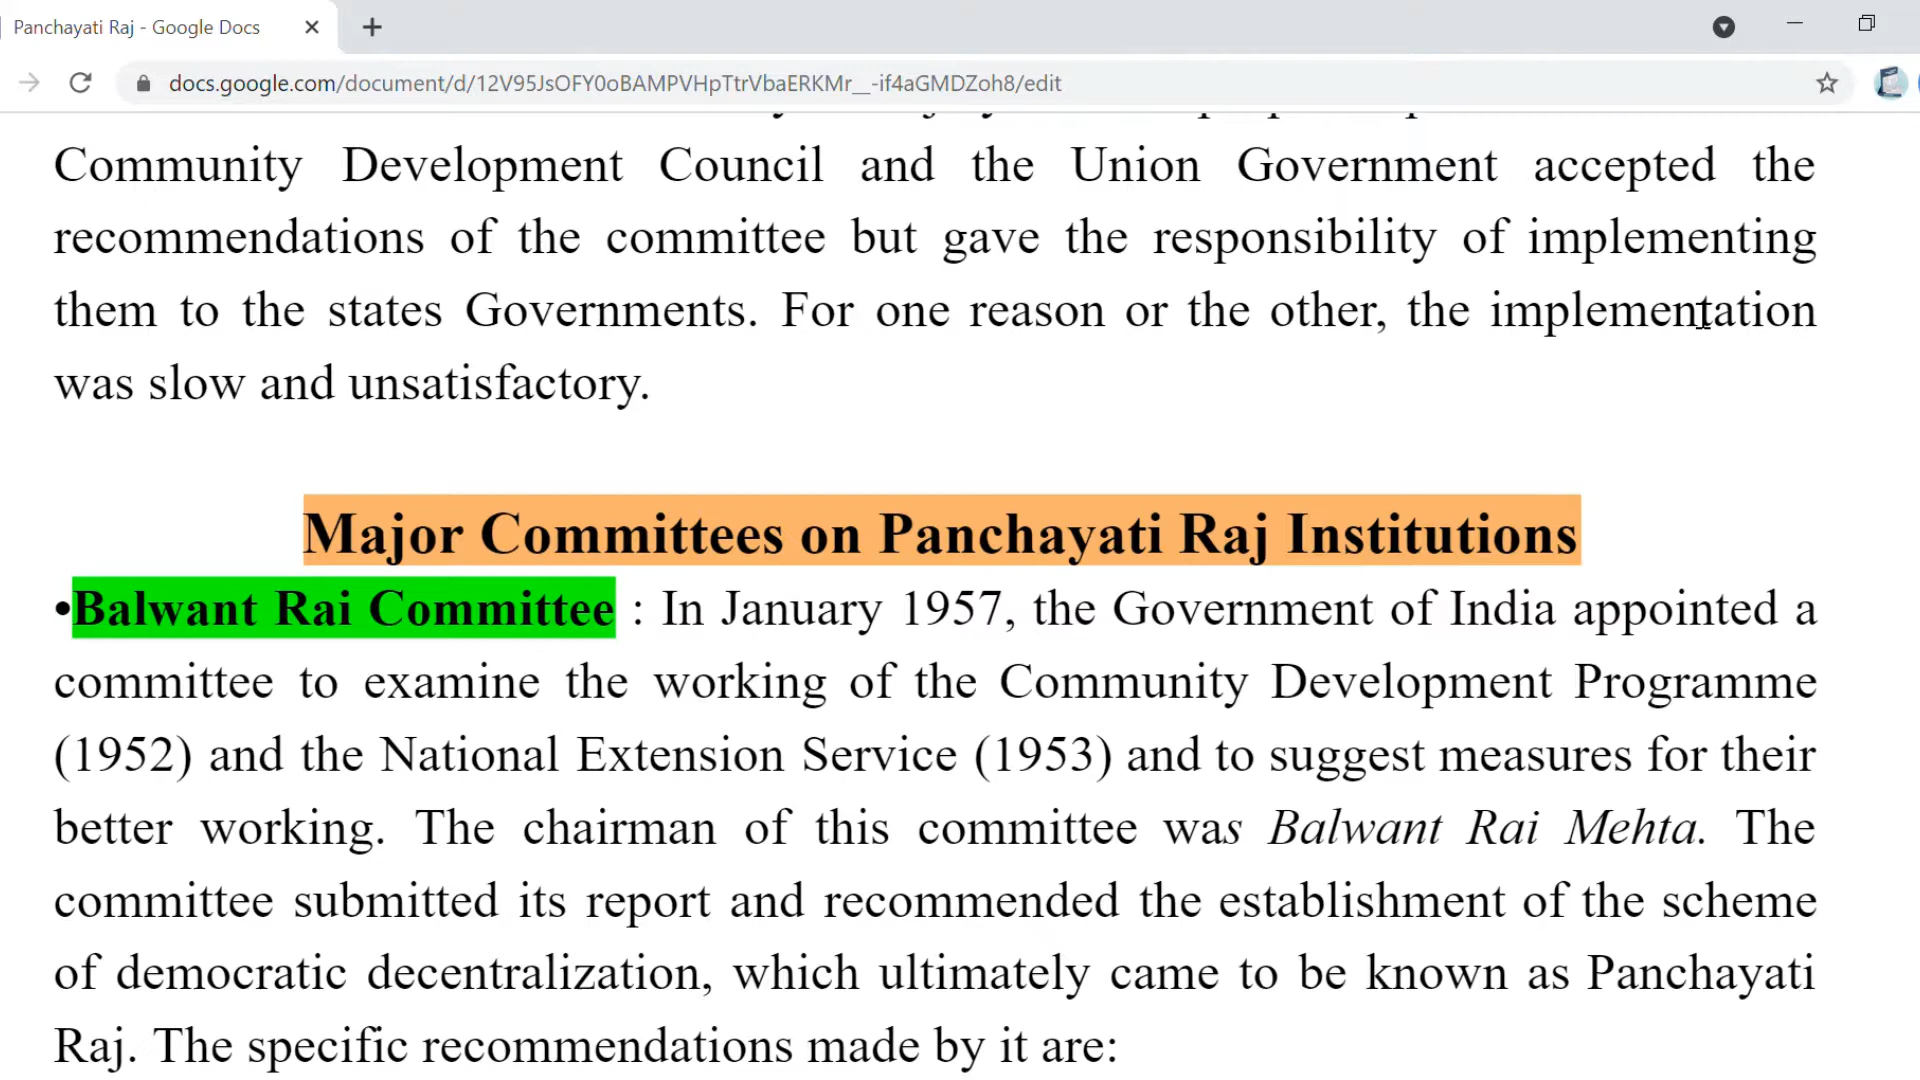 Panchayati Raj - Google Docs
docs.google.com/document/d/12V95JsOFY0oBAMPVHpTtrVbaERKMr__-if4aGMDZoh8/edit
Community Development Council and the Union Government accepted the
recommendations of the committee but gave the responsibility of implementing
them to the states Governments. For one reason or the other, the implementation
was slow and unsatisfactory.
Major Committees on Panchayati Raj Institutions
•Balwant Rai Committee : In January 1957, the Government of India appointed a
committee to examine the working of the Community Development Programme
(1952) and the National Extension Service (1953) and to suggest measures for their
better working. The chairman of this committee was Balwant Rai Mehta. The
committee submitted its report and recommended the establishment of the scheme
of democratic decentralization, which ultimately came to be known as Panchayati
Raj. The specific recommendations made by it are: